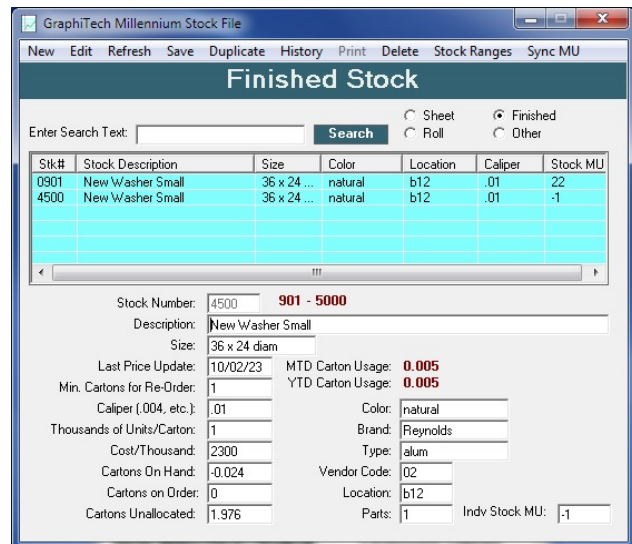 GraphiTech Millennium Stock File
New Edit Refresh Save Duplicate History Print Delete Stock Ranges Sync MU
Finished Stock
Sheet Finished
Enter Search Text: Search Roll Other
Stk# Stock Description Size Color Location Caliper Stock MU
0901 New Washer Small 36 x 24 ... natural b12 .01 22
4500 New Washer Small 36 x 24 ... natural b12 .01 -1
Stock Number: 4500 901 - 5000
Description: New Washer Small
Size: 36 x 24 diam
Last Price Update: 10/02/23 MTD Carton Usage: 0.005
Min. Cartons for Re-Order: 1 YTD Carton Usage: 0.005
Caliper (.004, etc.): .01 Color: natural
Thousands of Units/Carton: 1 Brand: Reynolds
Cost/Thousand: 2300 Type: alum
Cartons On Hand: -0.024 Vendor Code: 02
Cartons on Order: 0 Location: b12
Cartons Unallocated: 1.976 Parts: 1 Indv Stock MU: -1